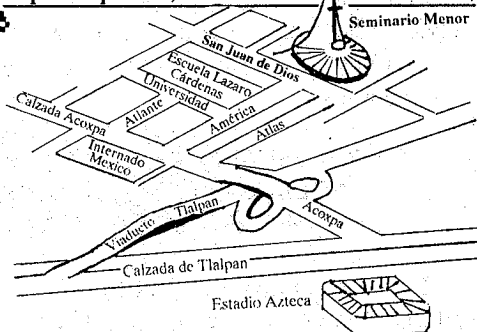 Seminario Menor
San Juan de Dios
Escuela Lazaro
Cárdenas
Universidad
Calzada Acoxpa
Atlante
América
Atlas
Internado
Mexico
Viaducto Tlalpan
Acoxpa
Calzada de Tlalpan
Estadio Azteca